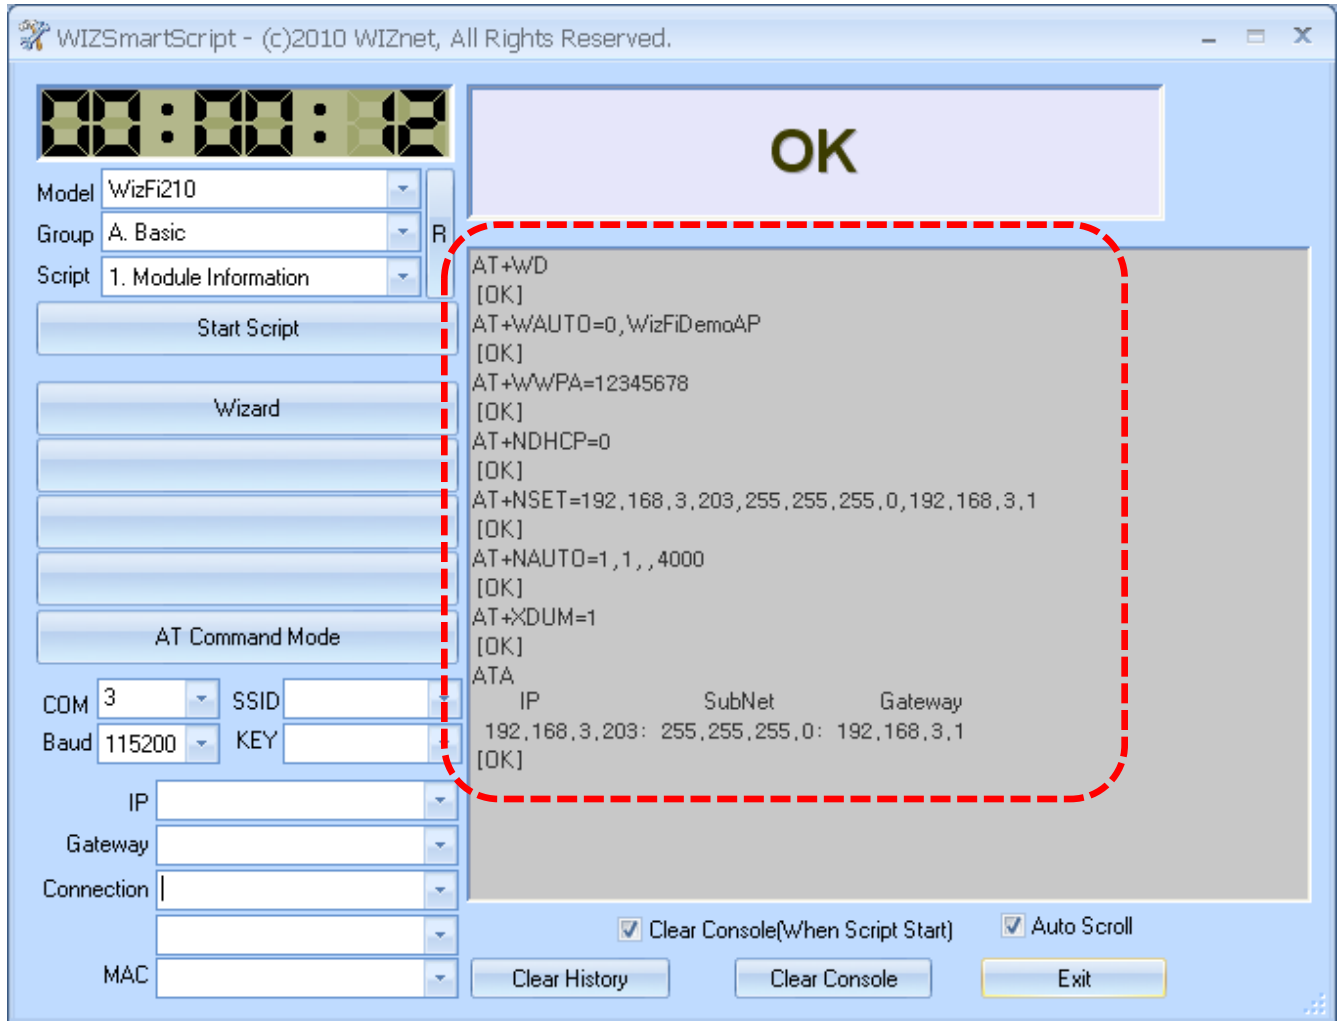 WIZSmartScript - (c)2010 WIZnet, All Rights Reserved.
00:00:12
OK
Model WizFi210
Group A. Basic
R
Script 1. Module Information
Start Script
Wizard
AT Command Mode
COM 3 SSID
Baud 115200 KEY
IP
Gateway
Connection
MAC
AT+WD
[OK]
AT+WAUTO=0,WizFiDemoAP
[OK]
AT+WWPA=12345678
[OK]
AT+NDHCP=0
[OK]
AT+NSET=192.168.3.203,255.255.255.0,192.168.3.1
[OK]
AT+NAUTO=1,1,,4000
[OK]
AT+XDUM=1
[OK]
ATA
IP SubNet Gateway
192.168.3.203: 255.255.255.0: 192.168.3.1
[OK]
Clear Console(When Script Start) Auto Scroll
Clear History Clear Console Exit